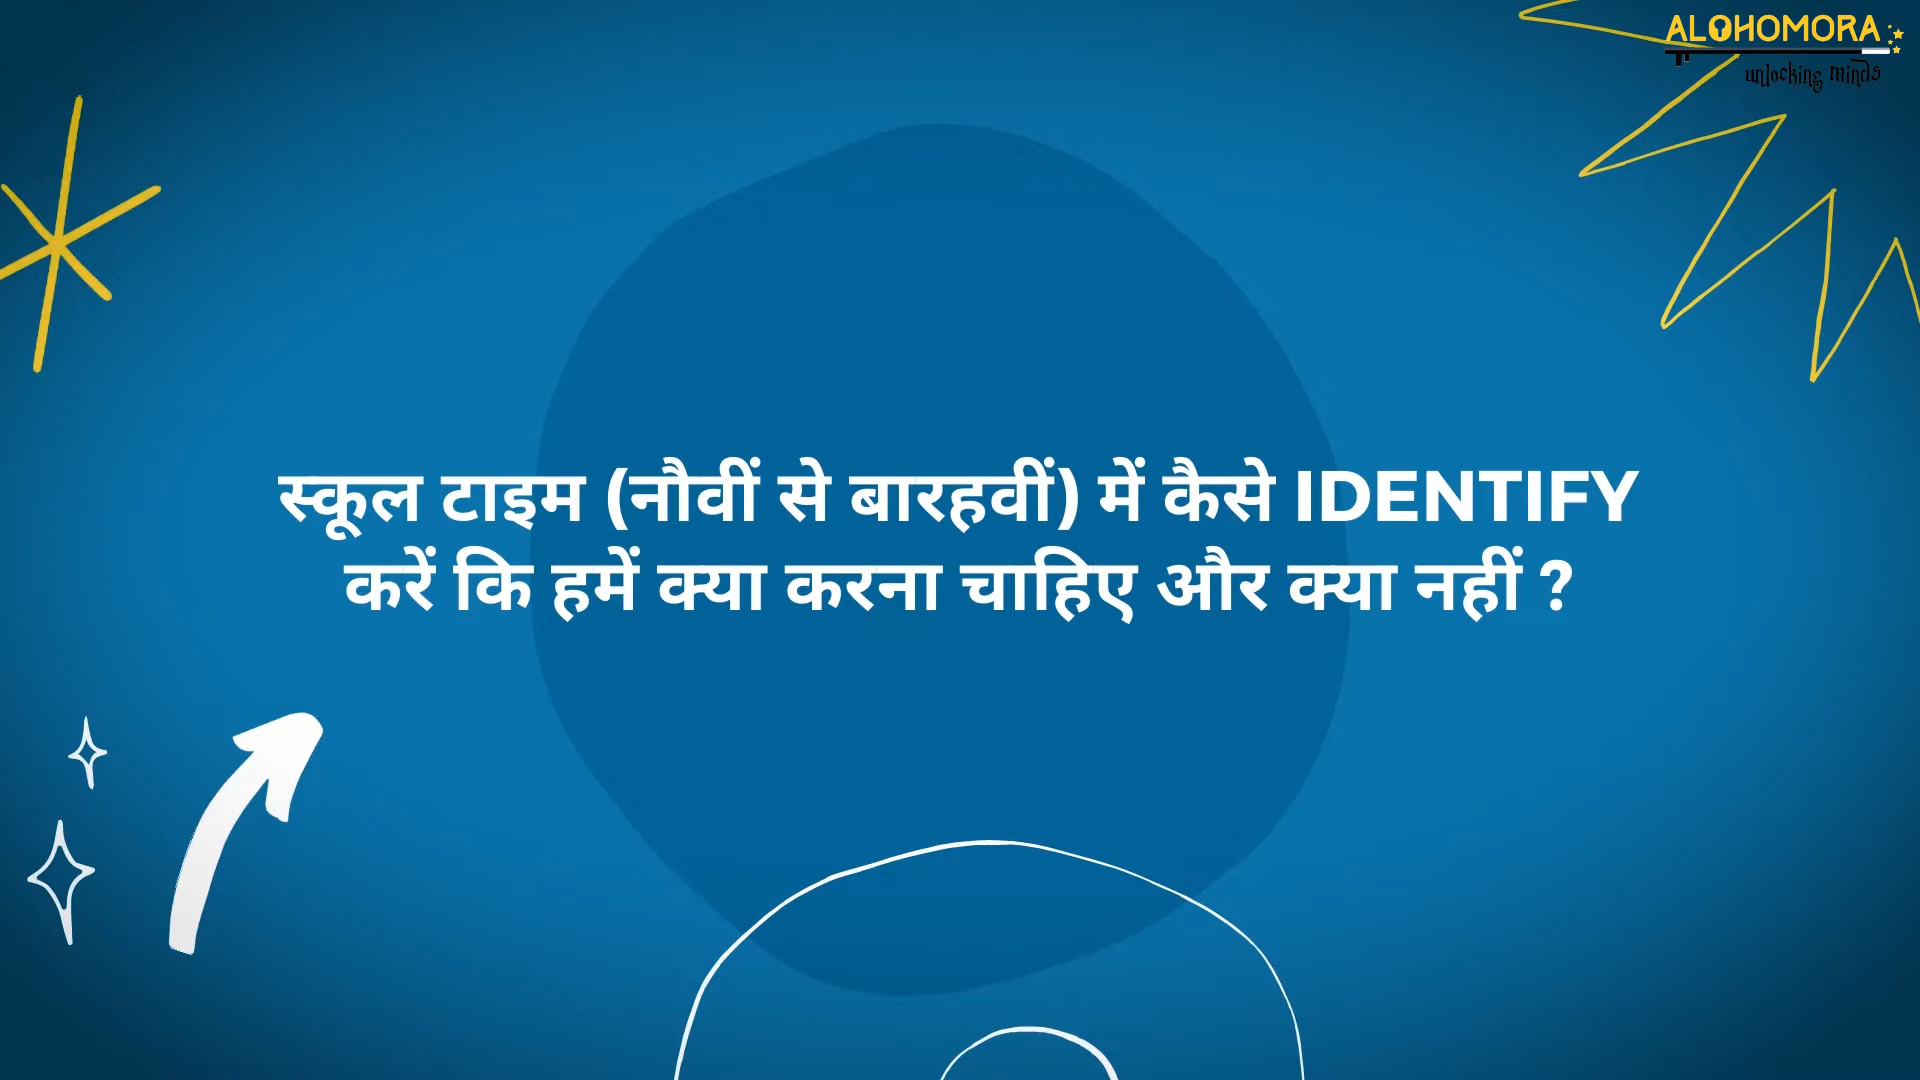 ALOHOMORA
unlocking minds
स्कूल टाइम (नौवीं से बारहवीं) में कैसे IDENTIFY
करें कि हमें क्या करना चाहिए और क्या नहीं ?